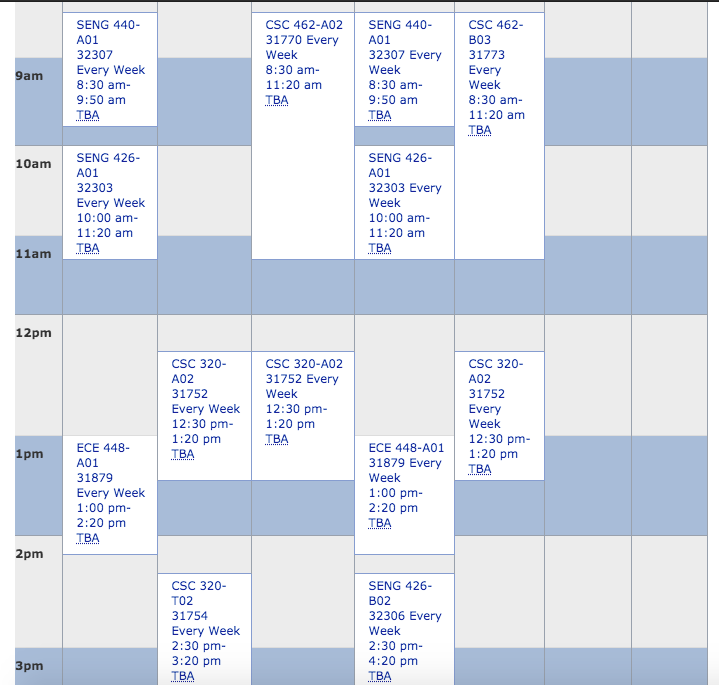 SENG 440-
A01
32307
Every Week
8:30 am-
9:50 am
TBA
CSC 462-A02
31770 Every
Week
8:30 am-
11:20 am
TBA
SENG 440-
A01
32307 Every
Week
8:30 am-
9:50 am
TBA
CSC 462-
B03
31773
Every
Week
8:30 am-
11:20 am
TBA
9am
10am
SENG 426-
A01
32303
Every Week
10:00 am-
11:20 am
TBA
SENG 426-
A01
32303 Every
Week
10:00 am-
11:20 am
TBA
11am
12pm
CSC 320-
A02
31752
Every Week
12:30 pm-
1:20 pm
TBA
CSC 320-A02
31752 Every
Week
12:30 pm-
1:20 pm
TBA
CSC 320-
A02
31752
Every
Week
12:30 pm-
1:20 pm
TBA
1pm
ECE 448-
A01
31879
Every Week
1:00 pm-
2:20 pm
TBA
ECE 448-A01
31879 Every
Week
1:00 pm-
2:20 pm
TBA
2pm
CSC 320-
T02
31754
Every Week
2:30 pm-
3:20 pm
TBA
SENG 426-
B02
32306 Every
Week
2:30 pm-
4:20 pm
TBA
3pm